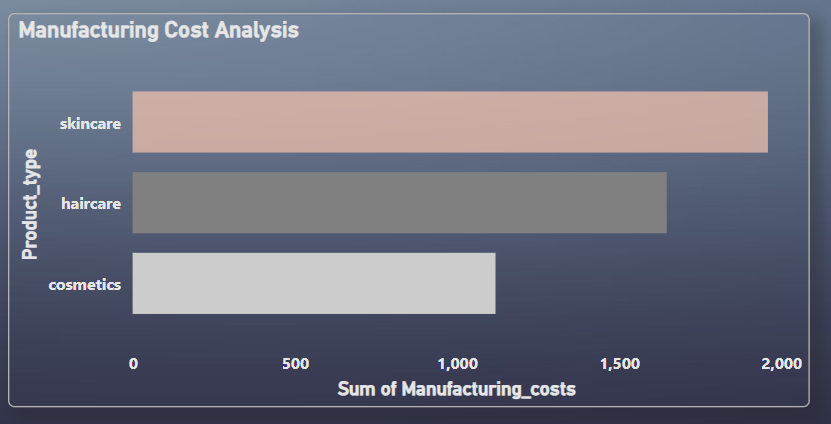 Manufacturing Cost Analysis
Product_type
skincare
haircare
cosmetics
0 500 1,000 1,500 2,000
Sum of Manufacturing_costs